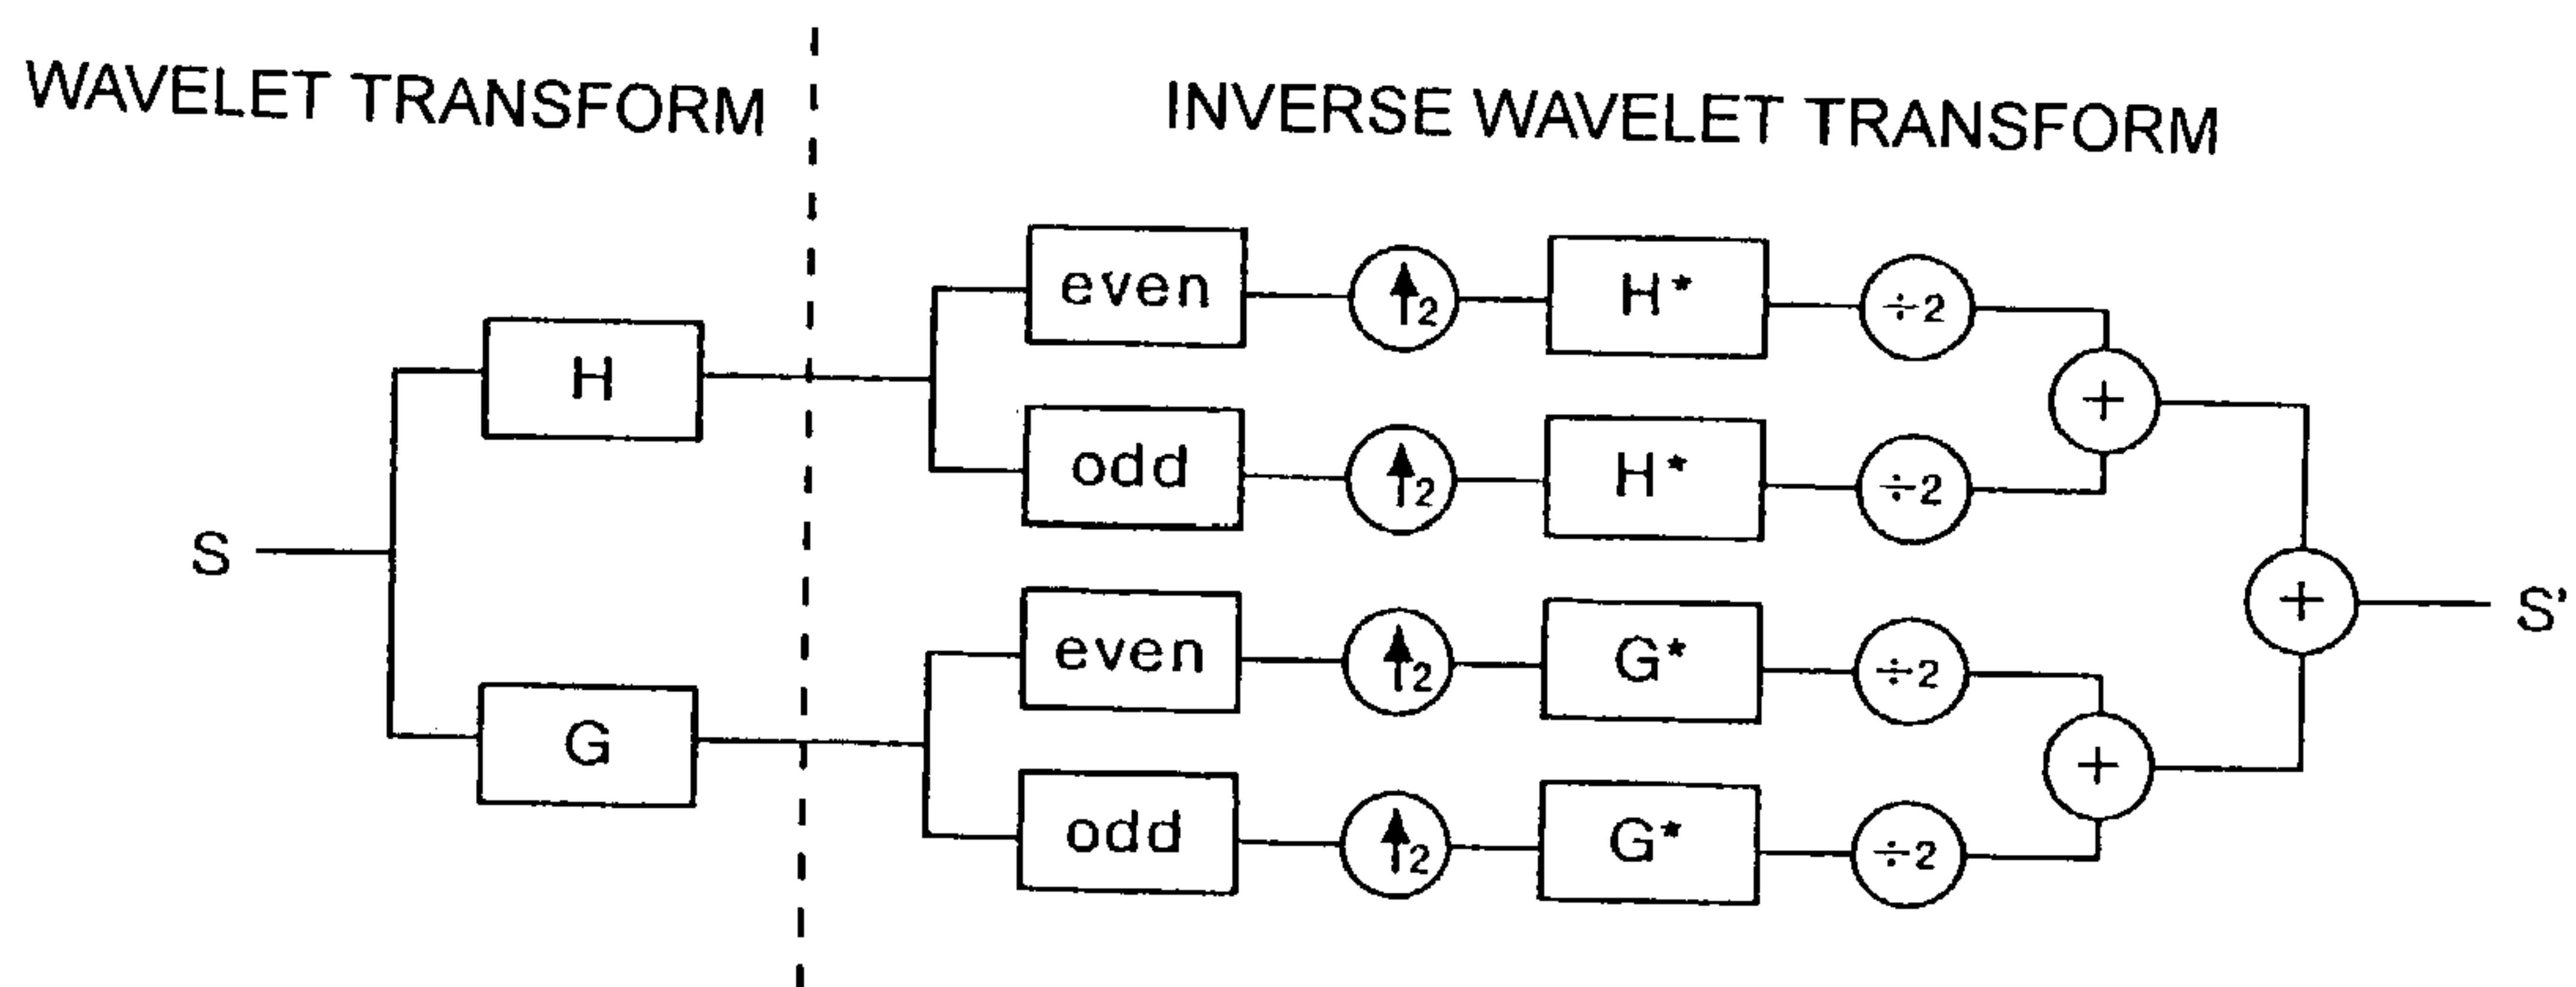 WAVELET TRANSFORM
INVERSE WAVELET TRANSFORM
even ↑2 H* ÷2
H
+
odd ↑2 H* ÷2
S
+ S'
even ↑2 G* ÷2
G
+
odd ↑2 G* ÷2